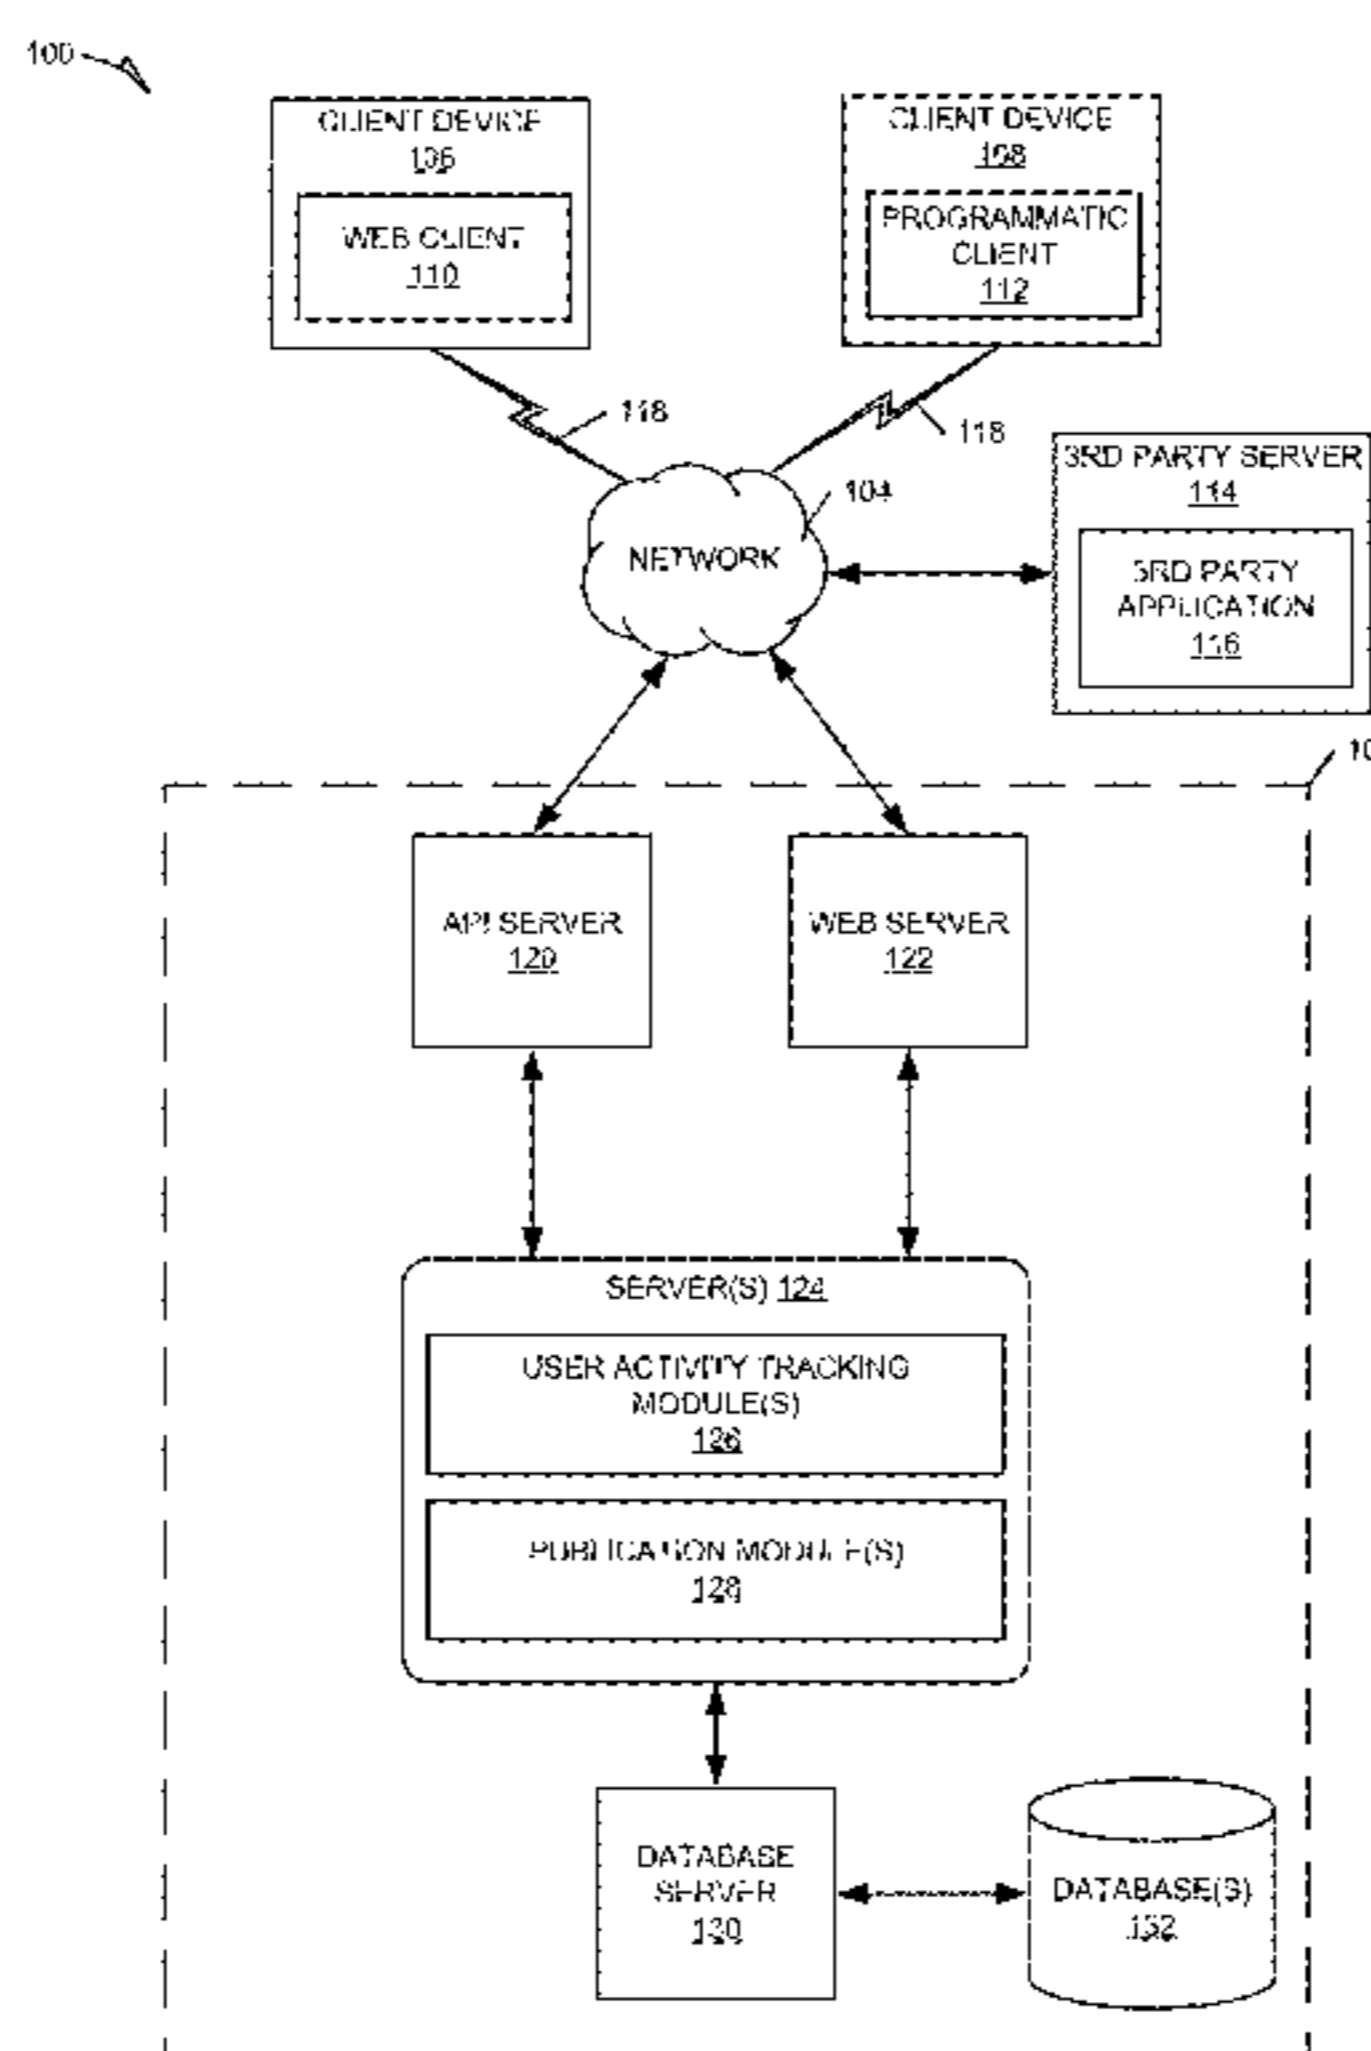 100
CLIENT DEVICE
106
WEB CLIENT
110
CLIENT DEVICE
108
PROGRAMMATIC
CLIENT
112
118
118
3RD PARTY SERVER
114
3RD PARTY
APPLICATION
116
104
NETWORK
10
API SERVER
120
WEB SERVER
122
SERVER(S) 124
USER ACTIVITY TRACKING
MODULE(S)
126
PUBLICATION MODULE(S)
128
DATABASE
SERVER
130
DATABASE(S)
132